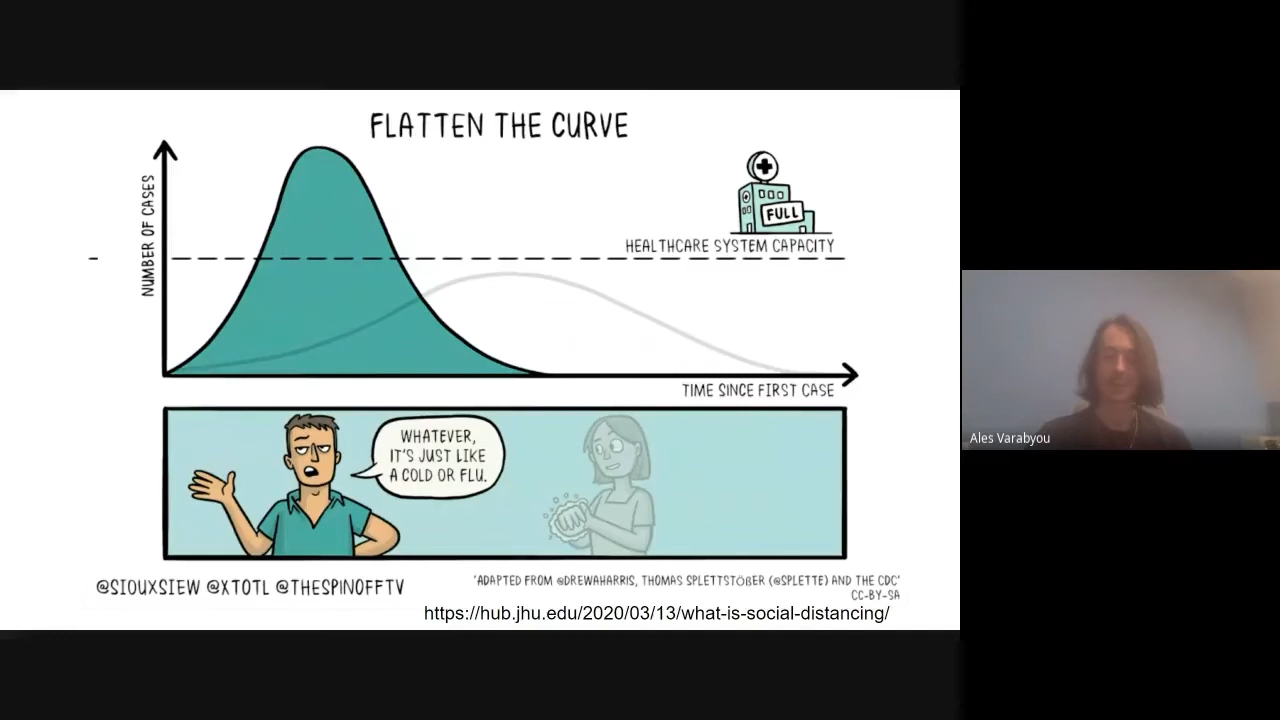 FLATTEN THE CURVE
NUMBER OF CASES
FULL
HEALTHCARE SYSTEM CAPACITY
TIME SINCE FIRST CASE
WHATEVER,
IT'S JUST LIKE
A COLD OR FLU.
@SIOUXSIEW @XTOTL @THESPINOFFTV
'ADAPTED FROM @DREWAHARRIS, THOMAS SPLETTSTÖßER (@SPLETTE) AND THE CDC'
CC-BY-SA
https://hub.jhu.edu/2020/03/13/what-is-social-distancing/
Ales Varabyou